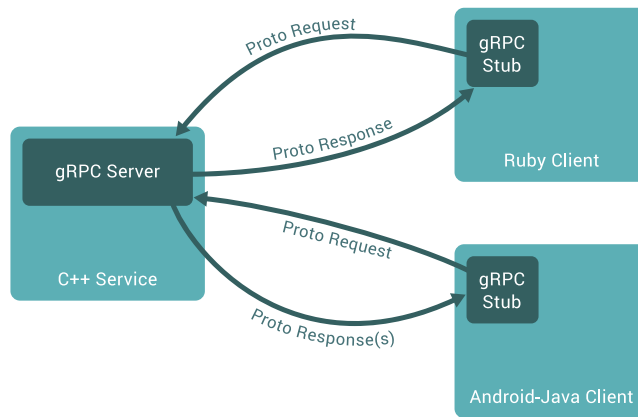 Proto Request
gRPC
Stub
Ruby Client
Proto Response
gRPC Server
C++ Service
Proto Request
gRPC
Stub
Proto Response(s)
Android-Java Client